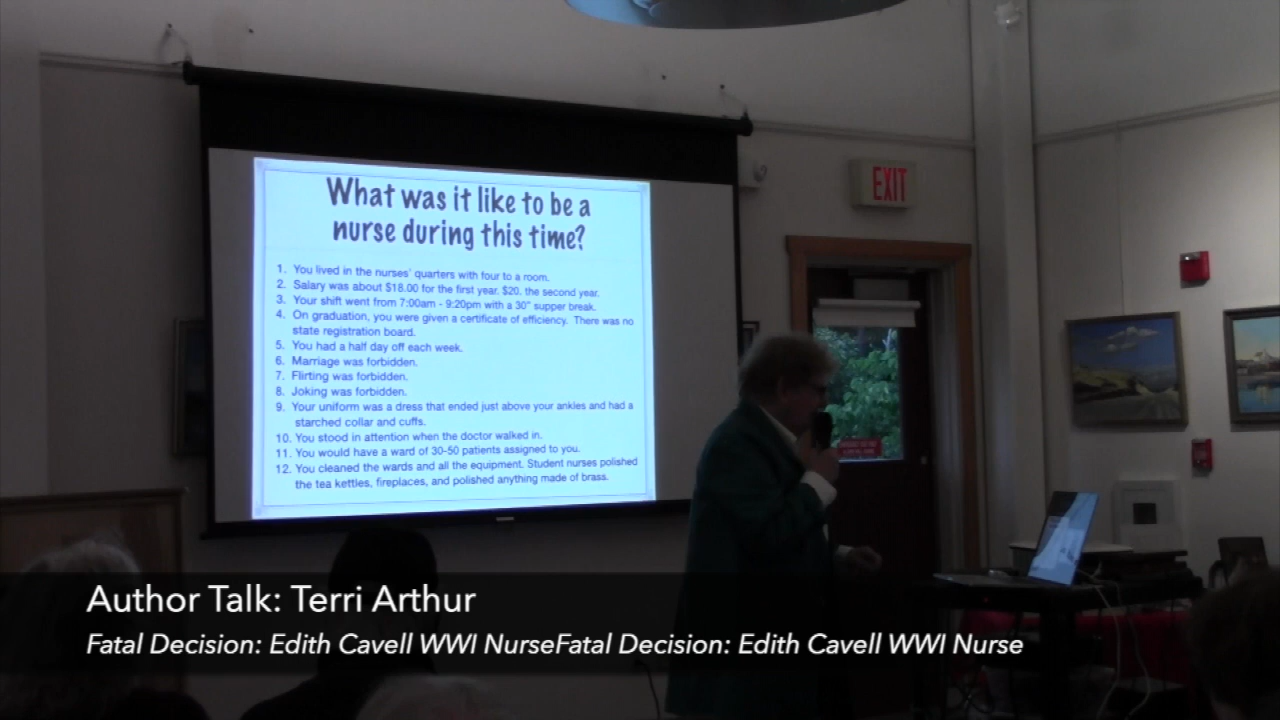 What was it like to be a
nurse during this time?
1. You lived in the nurses' quarters with four to a room.
2. Salary was about $18.00 for the first year. $20. the second year.
3. Your shift went from 7:00am - 9:20pm with a 30" supper break.
4. On graduation, you were given a certificate of efficiency. There was no
state registration board.
5. You had a half day off each week.
6. Marriage was forbidden.
7. Flirting was forbidden.
8. Joking was forbidden.
9. Your uniform was a dress that ended just above your ankles and had a
starched collar and cuffs.
10. You stood in attention when the doctor walked in.
11. You would have a ward of 30-50 patients assigned to you.
12. You cleaned the wards and all the equipment. Student nurses polished
the tea kettles, fireplaces, and polished anything made of brass.
EXIT
Author Talk: Terri Arthur
Fatal Decision: Edith Cavell WWI NurseFatal Decision: Edith Cavell WWI Nurse